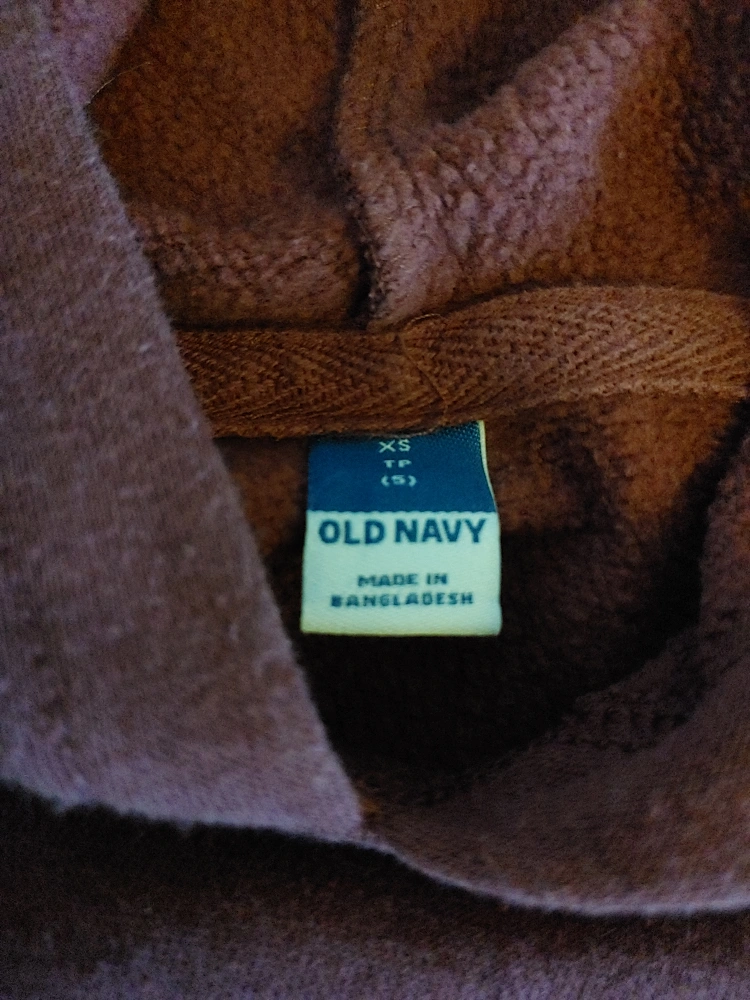 XS
TP
(5)
OLD NAVY
MADE IN
BANGLADESH